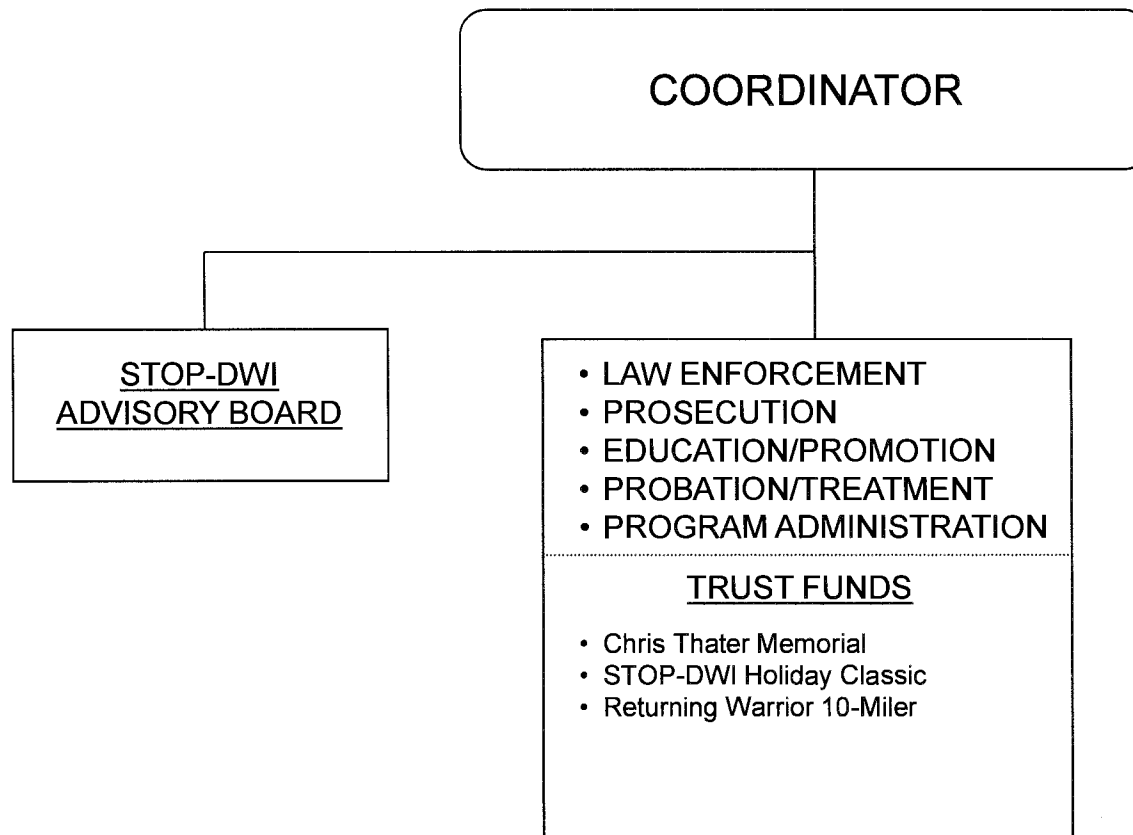 COORDINATOR
STOP-DWI
ADVISORY BOARD
• LAW ENFORCEMENT
• PROSECUTION
• EDUCATION/PROMOTION
• PROBATION/TREATMENT
• PROGRAM ADMINISTRATION
TRUST FUNDS
• Chris Thater Memorial
• STOP-DWI Holiday Classic
• Returning Warrior 10-Miler